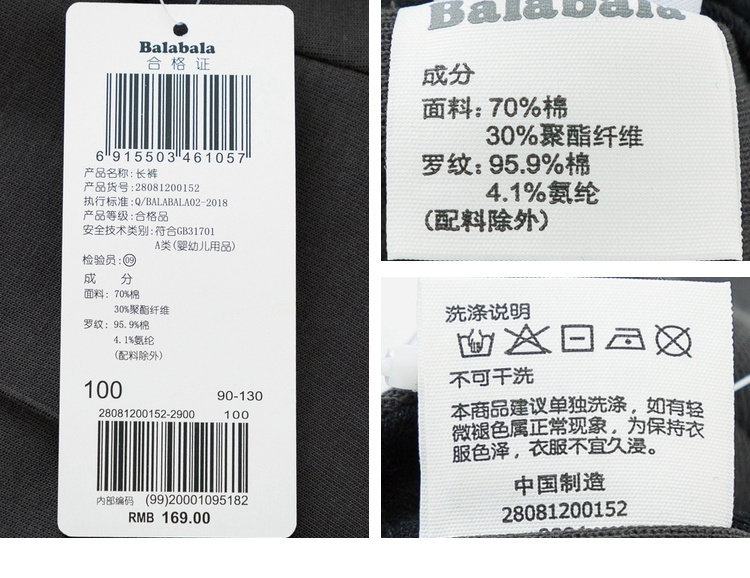 Balabala
合格证
6 915503 461057
产品名称:长裤
产品货号:28081200152
执行标准:Q/BALABALA02-2018
产品等级:合格品
安全技术类别:符合GB31701
A类(婴幼儿用品)
检验员:09
成 分
面料: 70%棉
30%聚酯纤维
罗纹: 95.9%棉
4.1%氨纶
(配料除外)
100 90-130
28081200152-2900 100
内部编码 (99)20001095182
RMB 169.00
Balabala
成分
面料: 70%棉
30%聚酯纤维
罗纹: 95.9%棉
4.1%氨纶
(配料除外)
洗涤说明
不可干洗
本商品建议单独洗涤, 如有轻
微褪色属正常现象, 为保持衣
服色泽, 衣服不宜久浸。
中国制造
28081200152